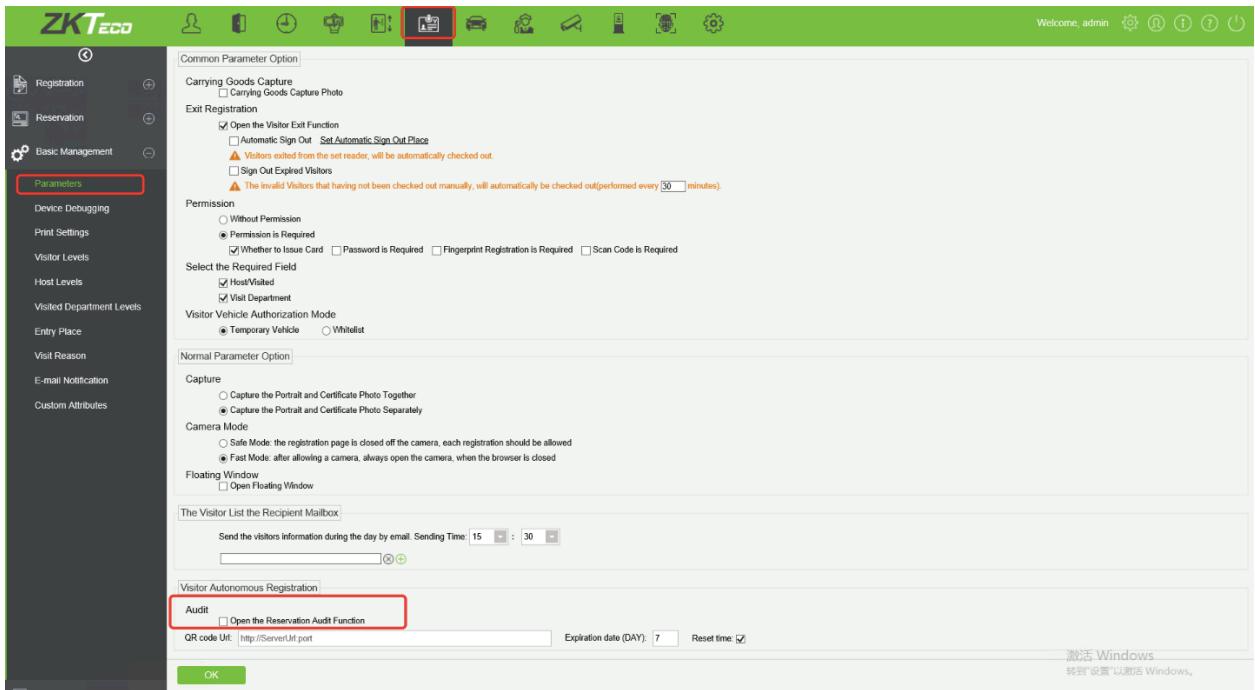 ZKTeco
Welcome, admin
Registration
Reservation
Basic Management
Parameters
Device Debugging
Print Settings
Visitor Levels
Host Levels
Visited Department Levels
Entry Place
Visit Reason
E-mail Notification
Custom Attributes
Common Parameter Option
Carrying Goods Capture
Carrying Goods Capture Photo
Exit Registration
Open the Visitor Exit Function
Automatic Sign Out Set Automatic Sign Out Place
Visitors exited from the set reader, will be automatically checked out.
Sign Out Expired Visitors
The invalid Visitors that having not been checked out manually, will automatically be checked out(performed every 30 minutes).
Permission
Without Permission
Permission is Required
Whether to Issue Card Password is Required Fingerprint Registration is Required Scan Code is Required
Select the Required Field
Host/Visited
Visit Department
Visitor Vehicle Authorization Mode
Temporary Vehicle Whitelist
Normal Parameter Option
Capture
Capture the Portrait and Certificate Photo Together
Capture the Portrait and Certificate Photo Separately
Camera Mode
Safe Mode: the registration page is closed off the camera, each registration should be allowed
Fast Mode: after allowing a camera, always open the camera, when the browser is closed
Floating Window
Open Floating Window
The Visitor List the Recipient Mailbox
Send the visitors information during the day by email. Sending Time: 15 : 30
Visitor Autonomous Registration
Audit
Open the Reservation Audit Function
QR code Url: http://ServerUrl:port Expiration date (DAY): 7 Reset time:
OK
激活 Windows
转到"设置"以激活 Windows。